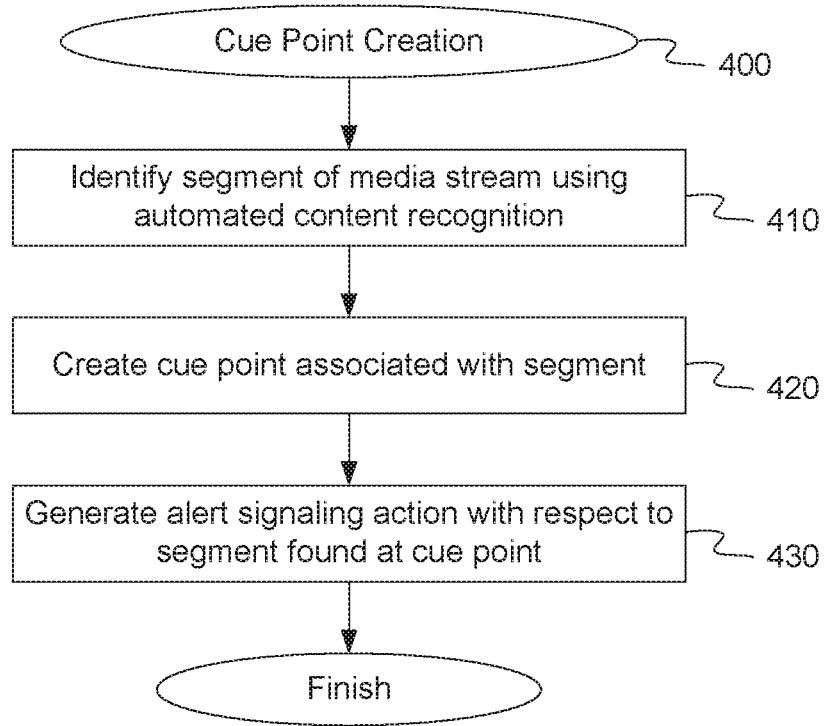 Cue Point Creation
400
Identify segment of media stream using
automated content recognition
410
Create cue point associated with segment
420
Generate alert signaling action with respect to
segment found at cue point
430
Finish